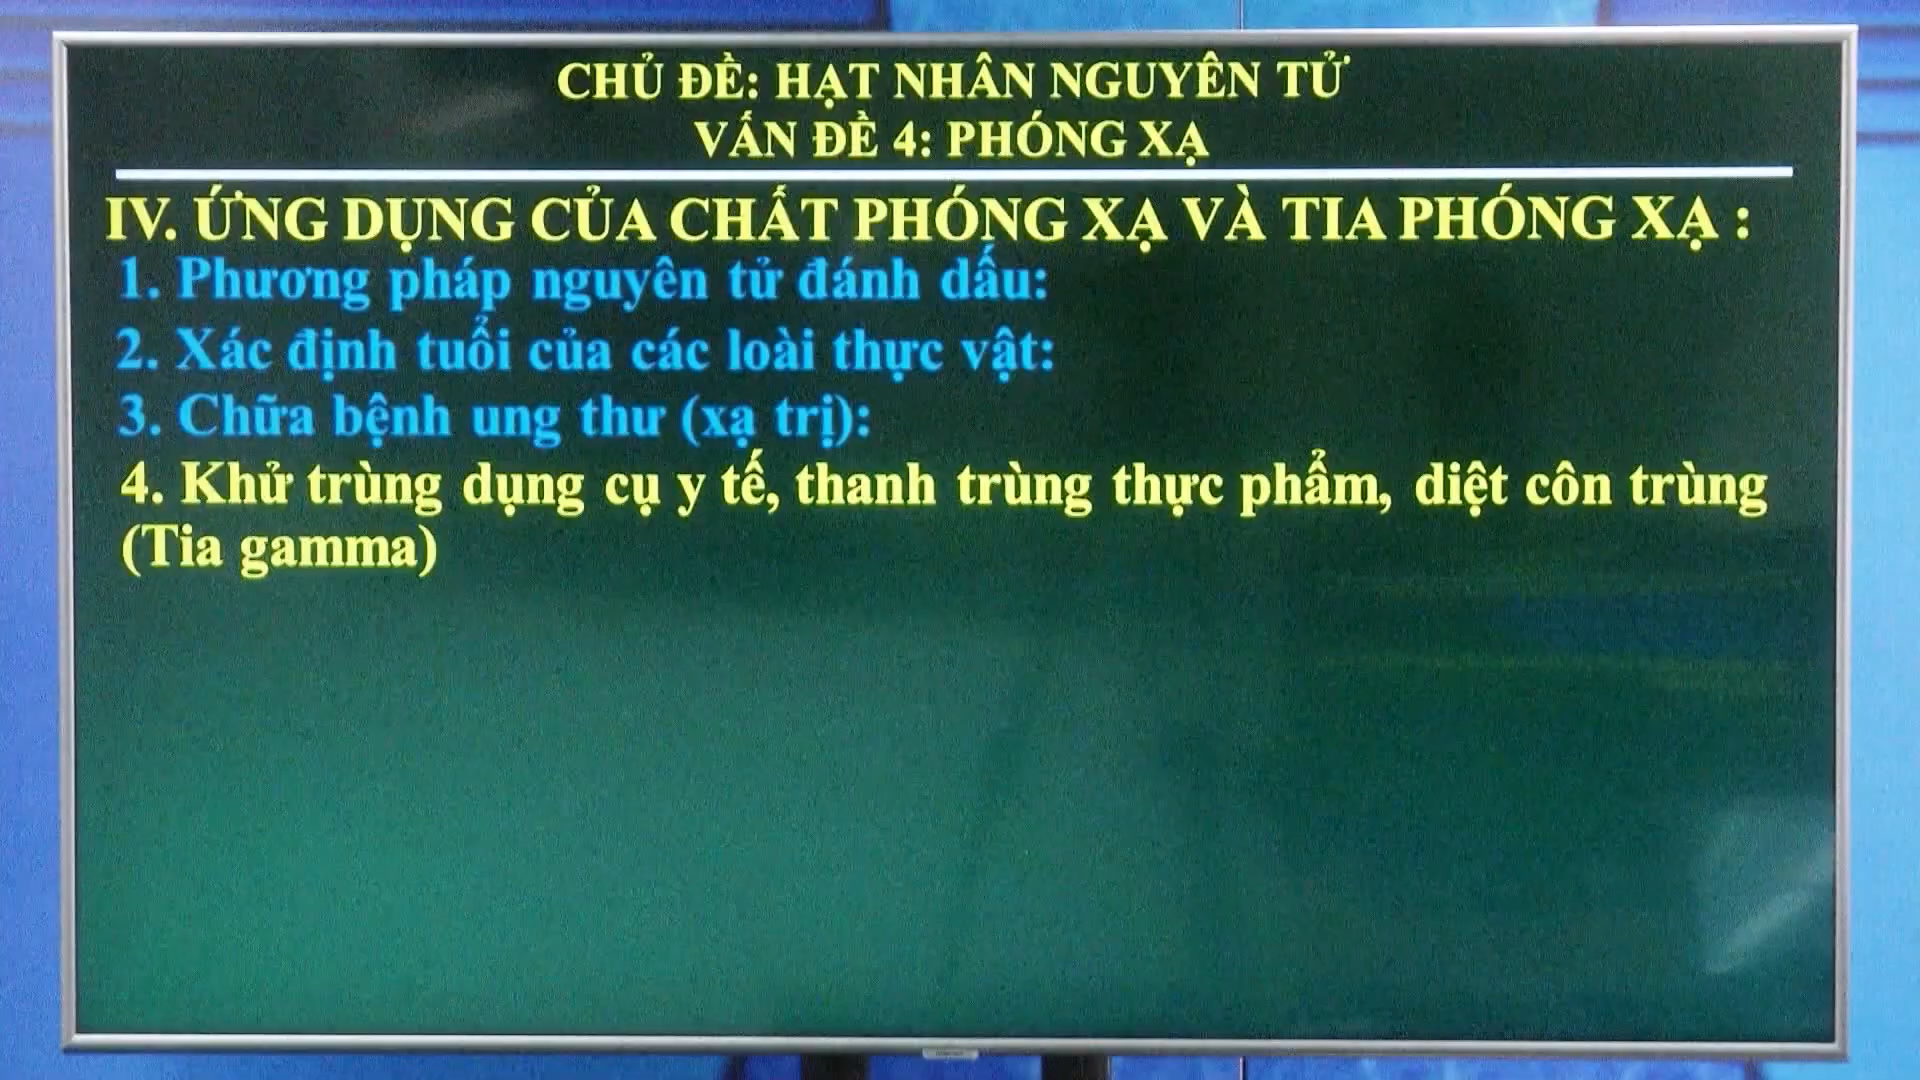 CHỦ ĐỀ: HẠT NHÂN NGUYÊN TỬ
VẤN ĐỀ 4: PHÓNG XẠ
IV. ỨNG DỤNG CỦA CHẤT PHÓNG XẠ VÀ TIA PHÓNG XẠ :
1. Phương pháp nguyên tử đánh dấu:
2. Xác định tuổi của các loài thực vật:
3. Chữa bệnh ung thư (xạ trị):
4. Khử trùng dụng cụ y tế, thanh trùng thực phẩm, diệt côn trùng
(Tia gamma)